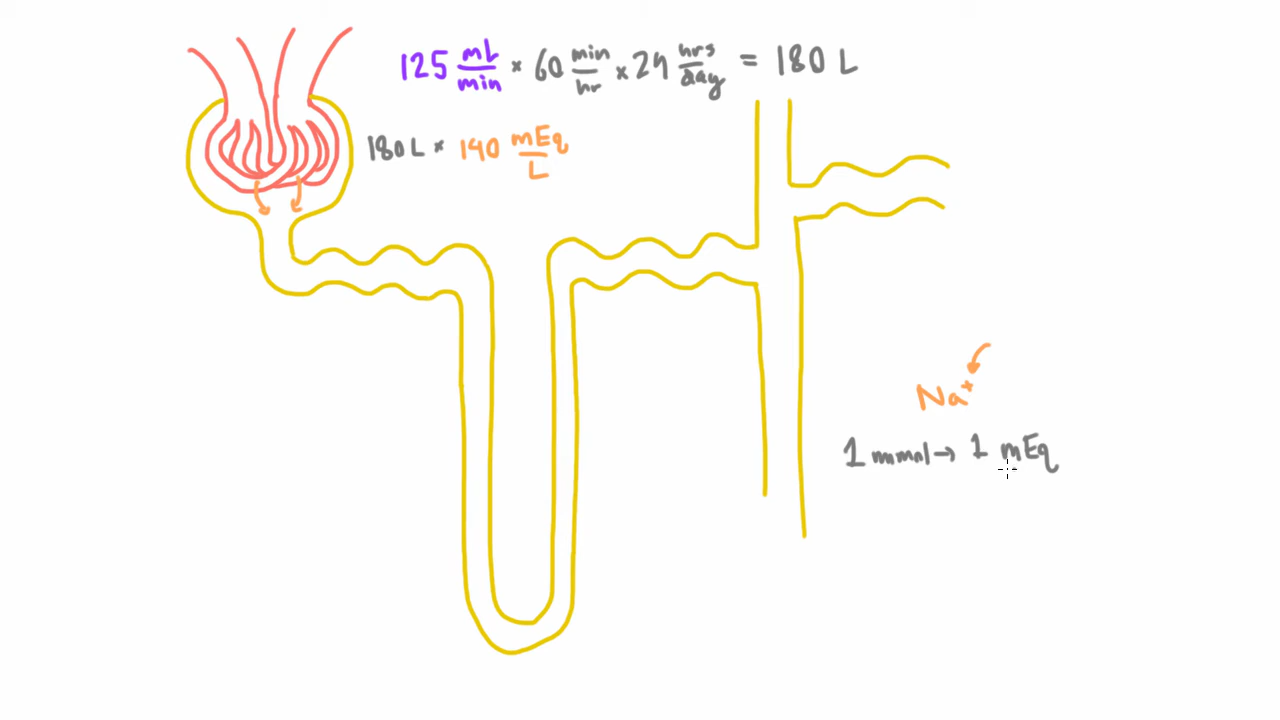 125 mL/min × 60 min/hr × 24 hrs/day = 180 L
180 L × 140 mEq/L
Na⁺
1 mmol → 1 mEq